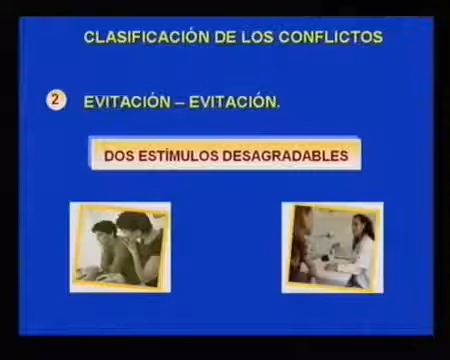 CLASIFICACIÓN DE LOS CONFLICTOS
2 EVITACIÓN – EVITACIÓN.
DOS ESTÍMULOS DESAGRADABLES